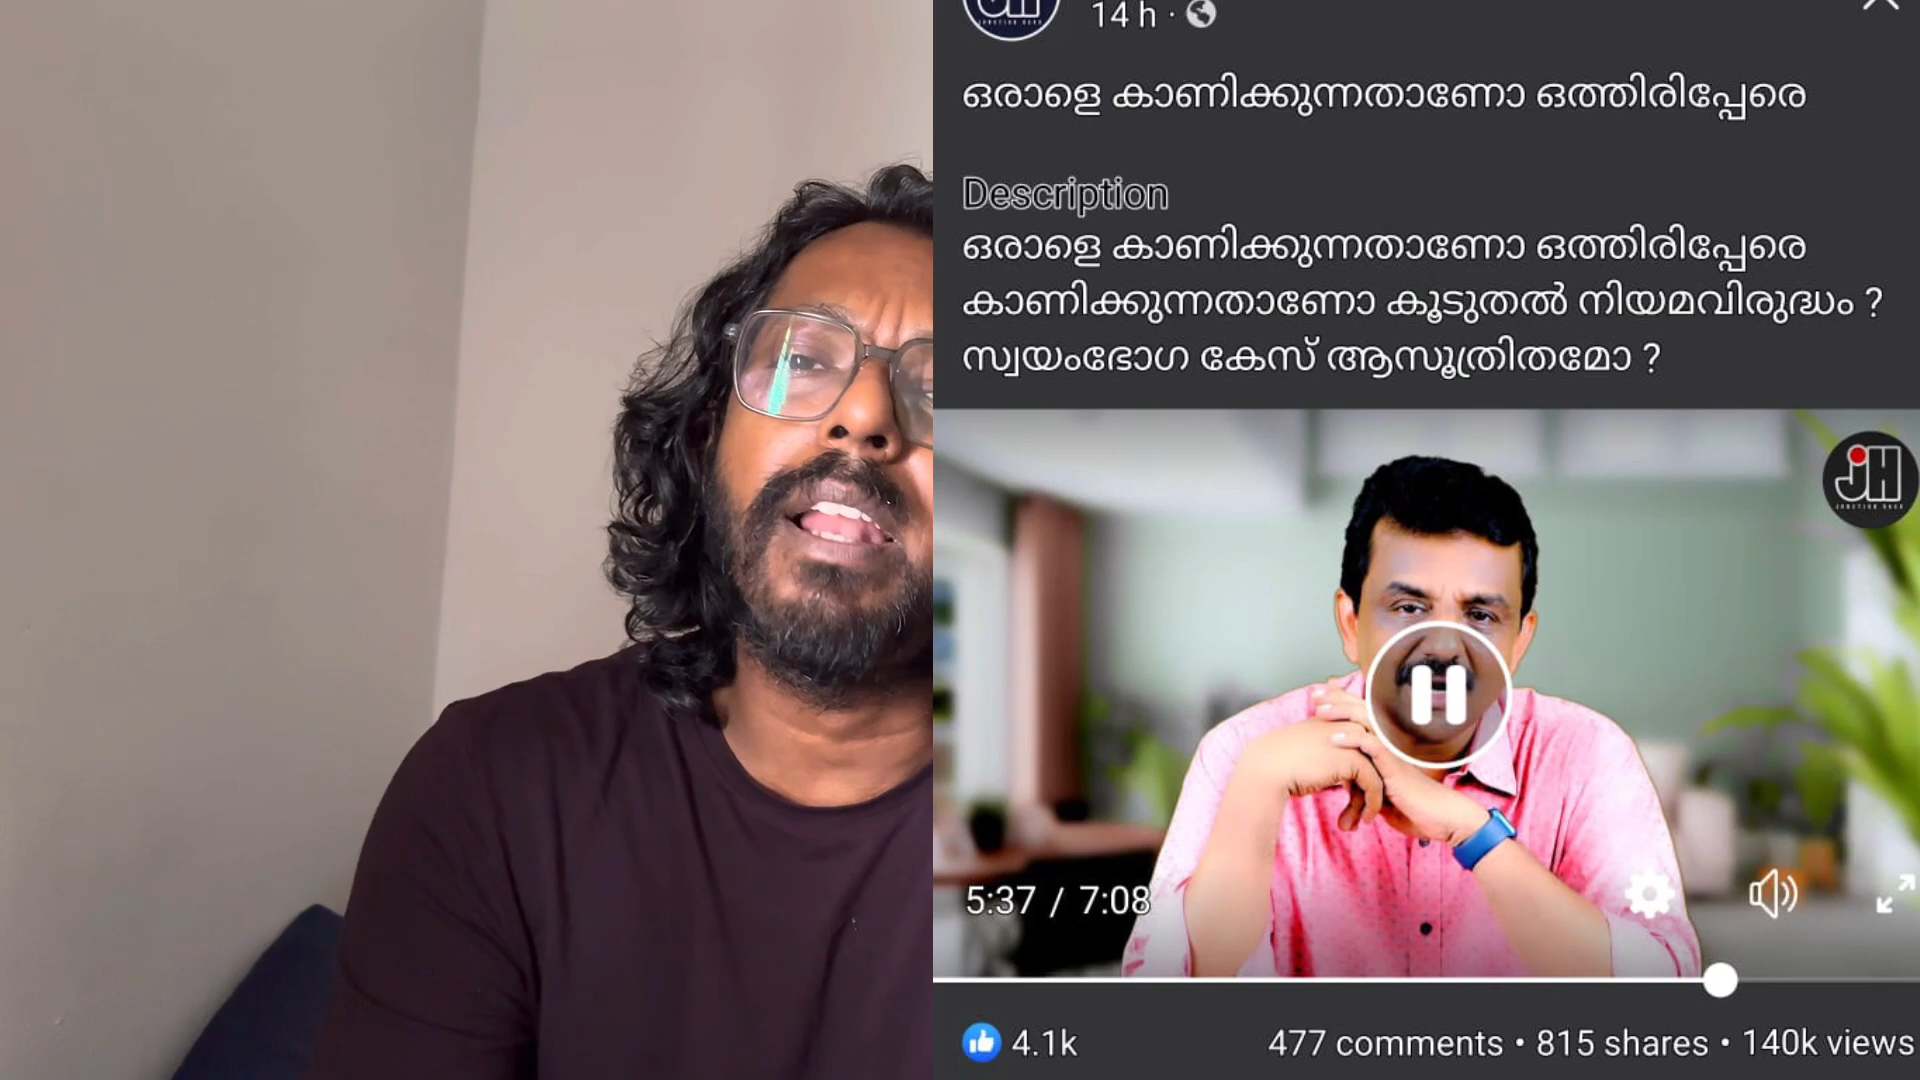 14 h ·
ഒരാളെ കാണിക്കുന്നതാണോ ഒത്തിരിപ്പേരെ
Description
ഒരാളെ കാണിക്കുന്നതാണോ ഒത്തിരിപ്പേരെ
കാണിക്കുന്നതാണോ കൂടുതൽ നിയമവിരുദ്ധം ?
സ്വയംഭോഗ കേസ് ആസൂത്രിതമോ ?
jH
5:37 / 7:08
4.1k
477 comments • 815 shares • 140k views